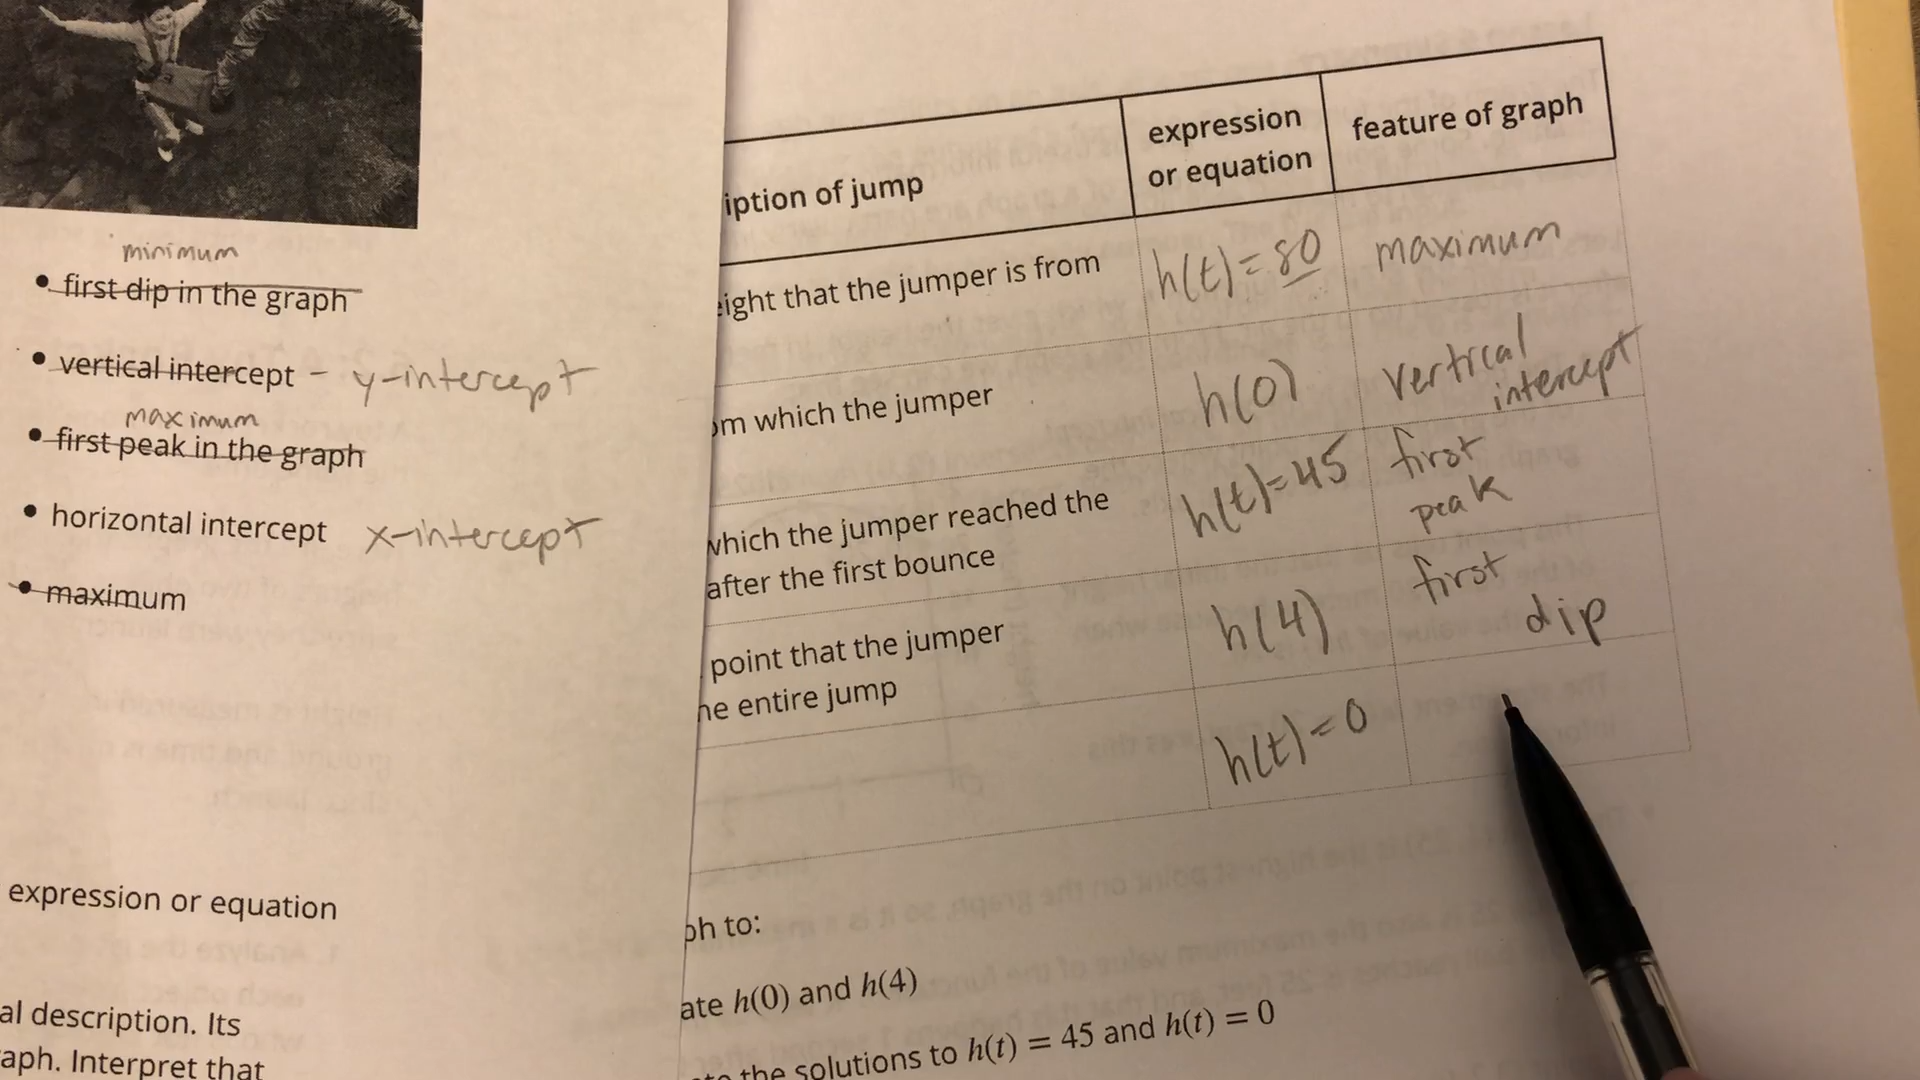 minimum
• first dip in the graph
• vertical intercept - y-intercept
maximum
• first peak in the graph
• horizontal intercept x-intercept
• maximum
expression or equation
al description. Its
aph. Interpret that
iption of jump
expression
or equation
feature of graph
ight that the jumper is from
h(t) = 80
maximum
om which the jumper
h(0)
vertical
intercept
which the jumper reached the
after the first bounce
h(t)=45
first
peak
point that the jumper
he entire jump
h(4)
first
dip
h(t)=0
ph to:
ate h(0) and h(4)
the solutions to h(t) = 45 and h(t) = 0